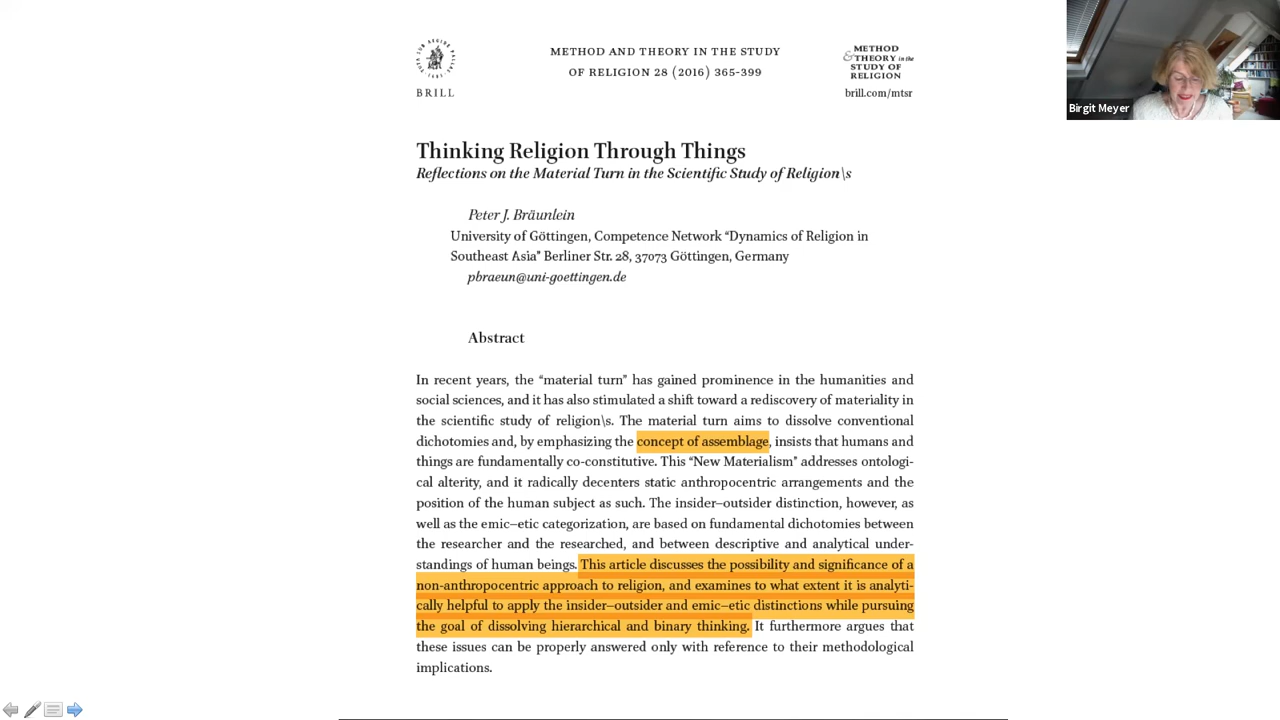 METHOD AND THEORY IN THE STUDY
OF RELIGION 28 (2016) 365-399
BRILL
METHOD
& THEORY in the
STUDY OF
RELIGION
brill.com/mtsr
Birgit Meyer
Thinking Religion Through Things
Reflections on the Material Turn in the Scientific Study of Religion\s
Peter J. Bräunlein
University of Göttingen, Competence Network “Dynamics of Religion in
Southeast Asia” Berliner Str. 28, 37073 Göttingen, Germany
pbraeun@uni-goettingen.de
Abstract
In recent years, the “material turn” has gained prominence in the humanities and
social sciences, and it has also stimulated a shift toward a rediscovery of materiality in
the scientific study of religion\s. The material turn aims to dissolve conventional
dichotomies and, by emphasizing the concept of assemblage, insists that humans and
things are fundamentally co-constitutive. This “New Materialism” addresses ontologi-
cal alterity, and it radically decenters static anthropocentric arrangements and the
position of the human subject as such. The insider–outsider distinction, however, as
well as the emic–etic categorization, are based on fundamental dichotomies between
the researcher and the researched, and between descriptive and analytical under-
standings of human beings. This article discusses the possibility and significance of a
non-anthropocentric approach to religion, and examines to what extent it is analyti-
cally helpful to apply the insider–outsider and emic–etic distinctions while pursuing
the goal of dissolving hierarchical and binary thinking. It furthermore argues that
these issues can be properly answered only with reference to their methodological
implications.